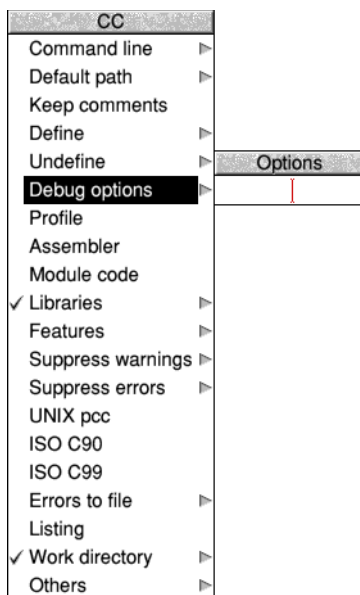 CC
Command line
Default path
Keep comments
Define
Undefine
Options
Debug options
Profile
Assembler
Module code
✓ Libraries
Features
Suppress warnings
Suppress errors
UNIX pcc
ISO C90
ISO C99
Errors to file
Listing
✓ Work directory
Others